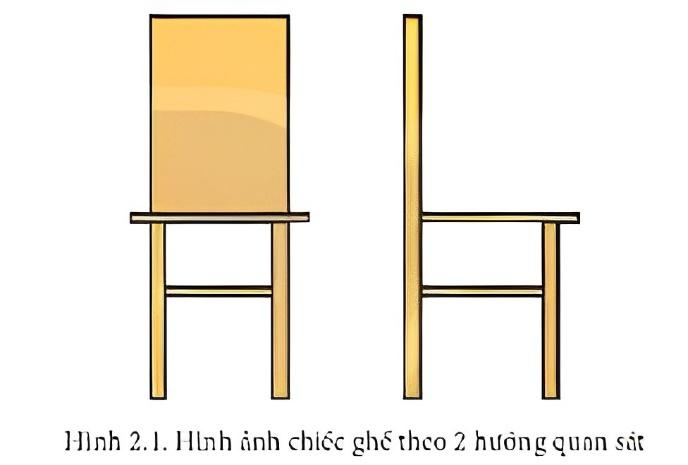 Hình 2.1. Hình ảnh chiếc ghế theo 2 hướng quan sát